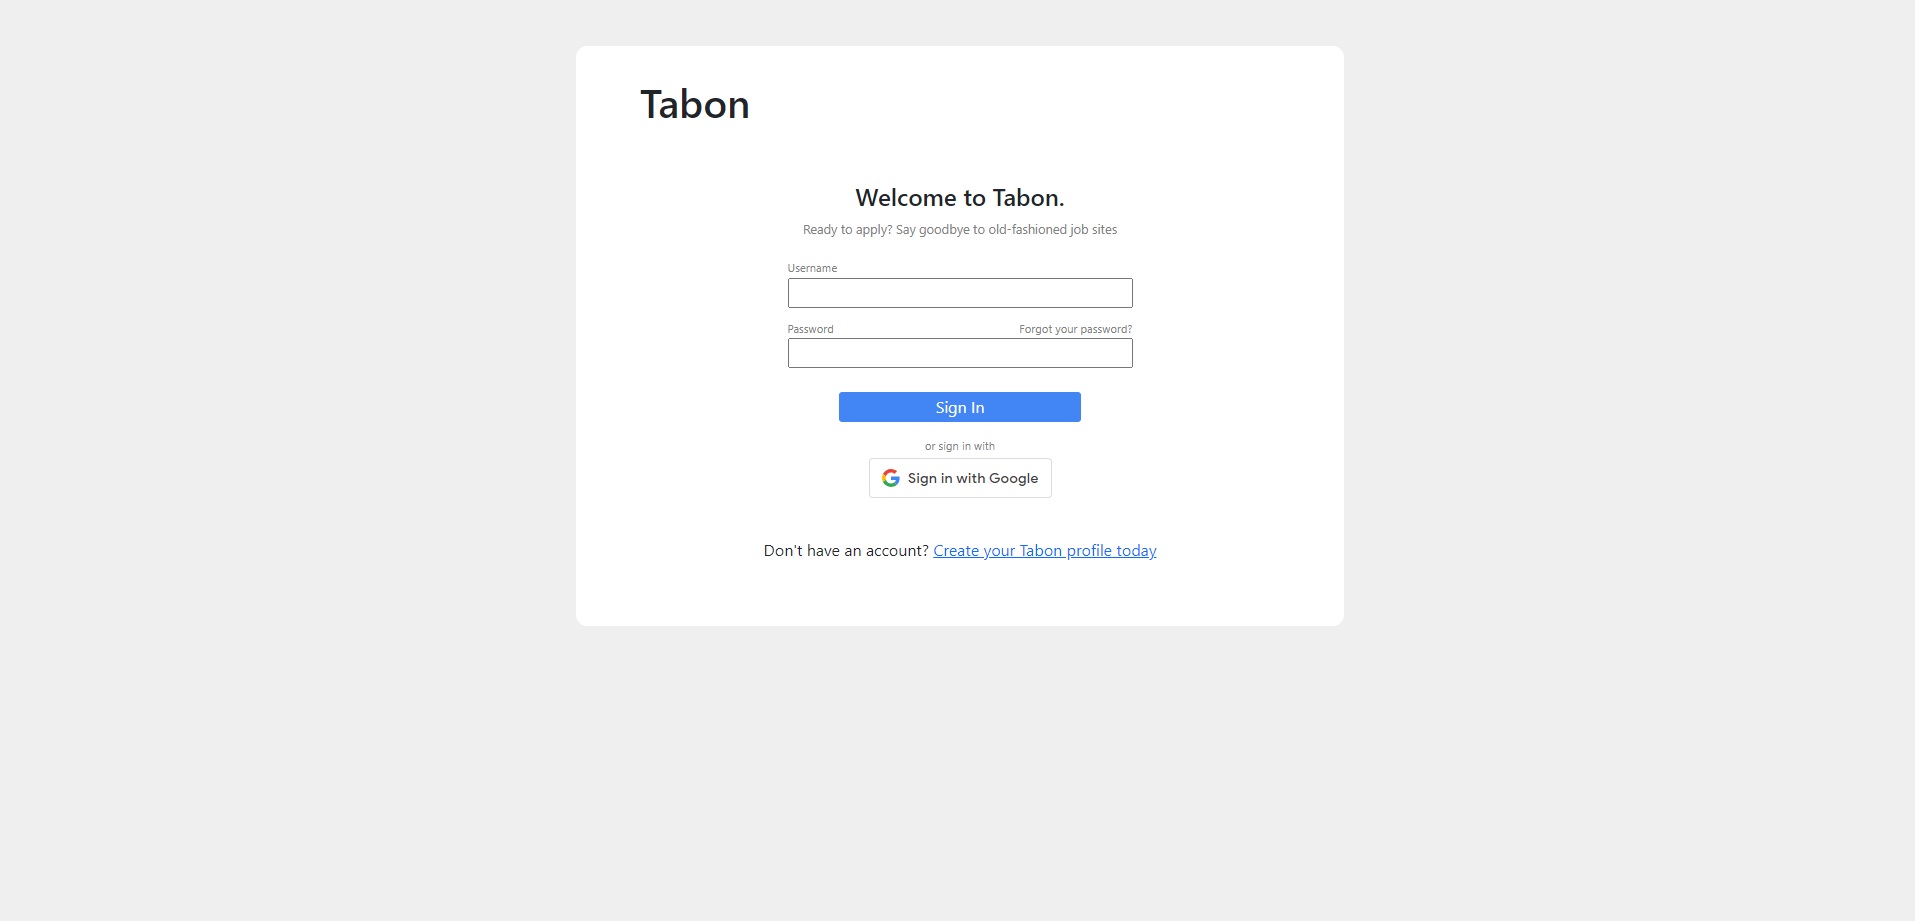 Tabon
Welcome to Tabon.
Ready to apply? Say goodbye to old-fashioned job sites
Username
Password Forgot your password?
Sign In
or sign in with
Sign in with Google
Don't have an account? Create your Tabon profile today